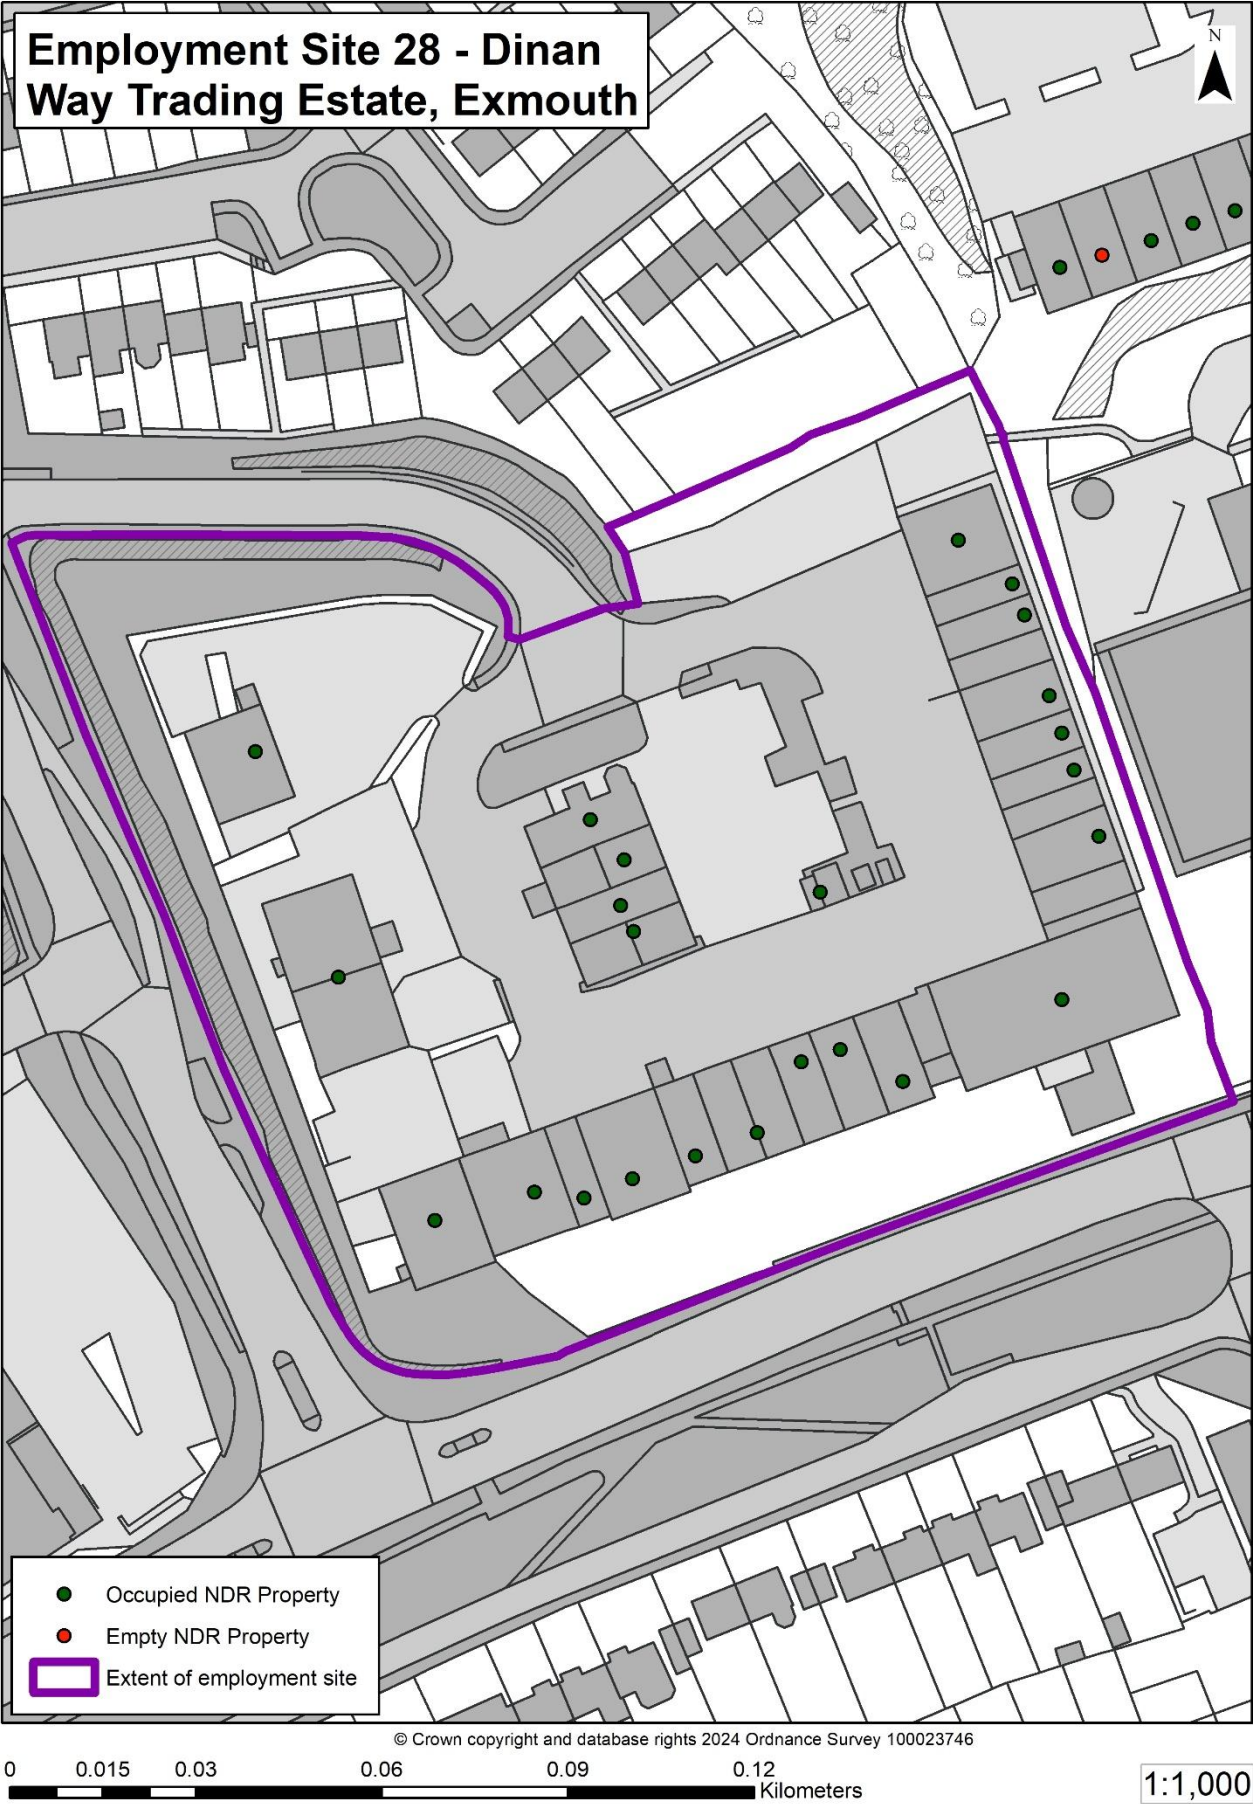 Employment Site 28 - Dinan
Way Trading Estate, Exmouth
N
Occupied NDR Property
Empty NDR Property
Extent of employment site
© Crown copyright and database rights 2024 Ordnance Survey 100023746
0 0.015 0.03 0.06 0.09 0.12
Kilometers
1:1,000